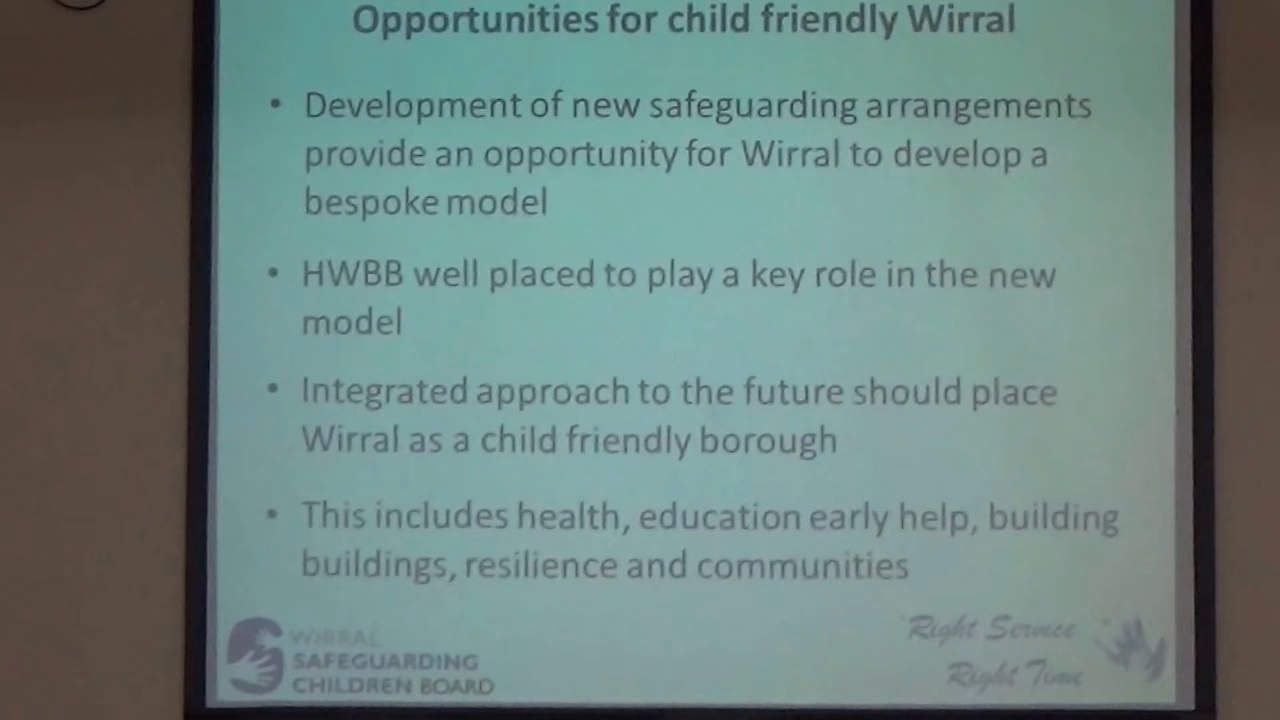 Opportunities for child friendly Wirral
• Development of new safeguarding arrangements
provide an opportunity for Wirral to develop a
bespoke model
• HWBB well placed to play a key role in the new
model
• Integrated approach to the future should place
Wirral as a child friendly borough
• This includes health, education early help, building
buildings, resilience and communities
WIRRAL
SAFEGUARDING
CHILDREN BOARD
'Right Service
Right Time